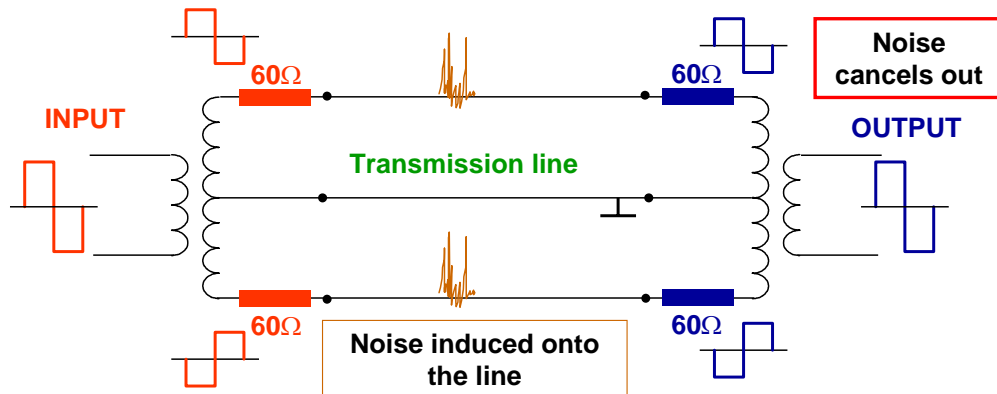 60Ω
60Ω
Noise
cancels out
INPUT
OUTPUT
Transmission line
60Ω
60Ω
Noise induced onto
the line